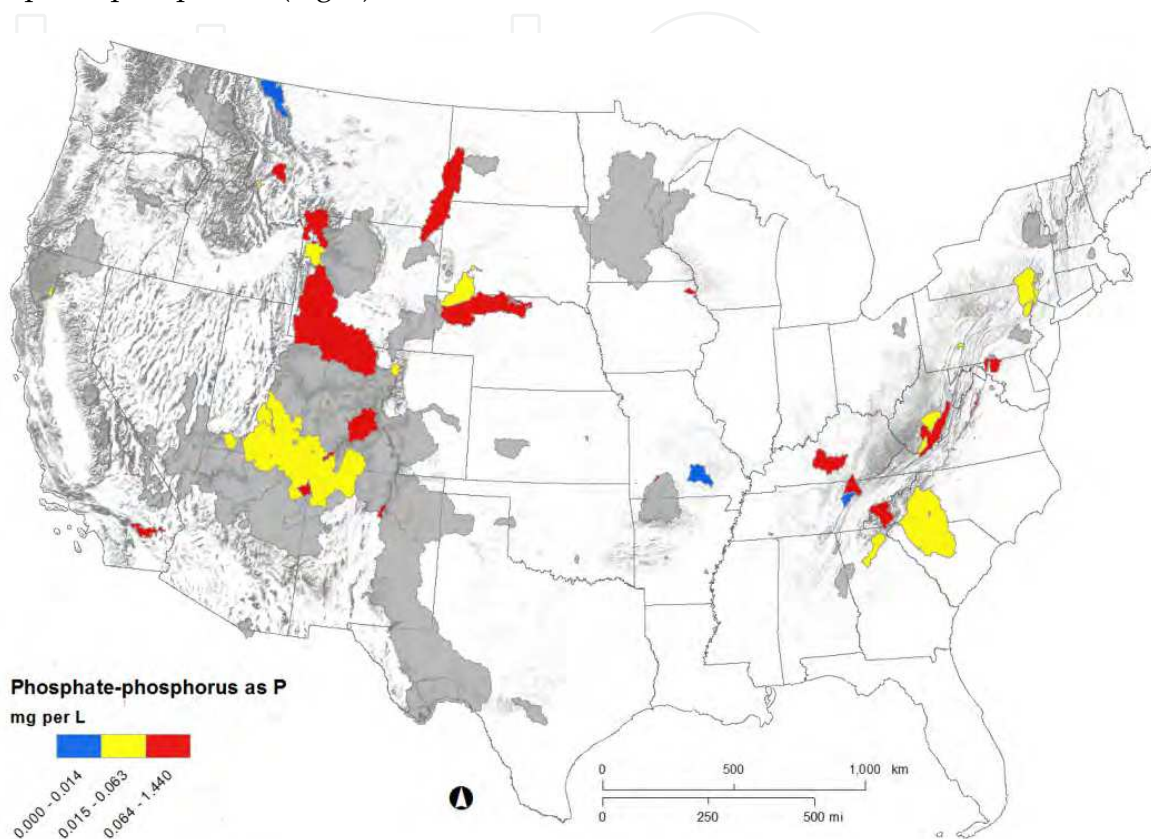 Phosphate-phosphorus as P
mg per L
0.000 - 0.014
0.015 - 0.063
0.064 - 1.440
0 500 1,000 km
0 250 500 mi